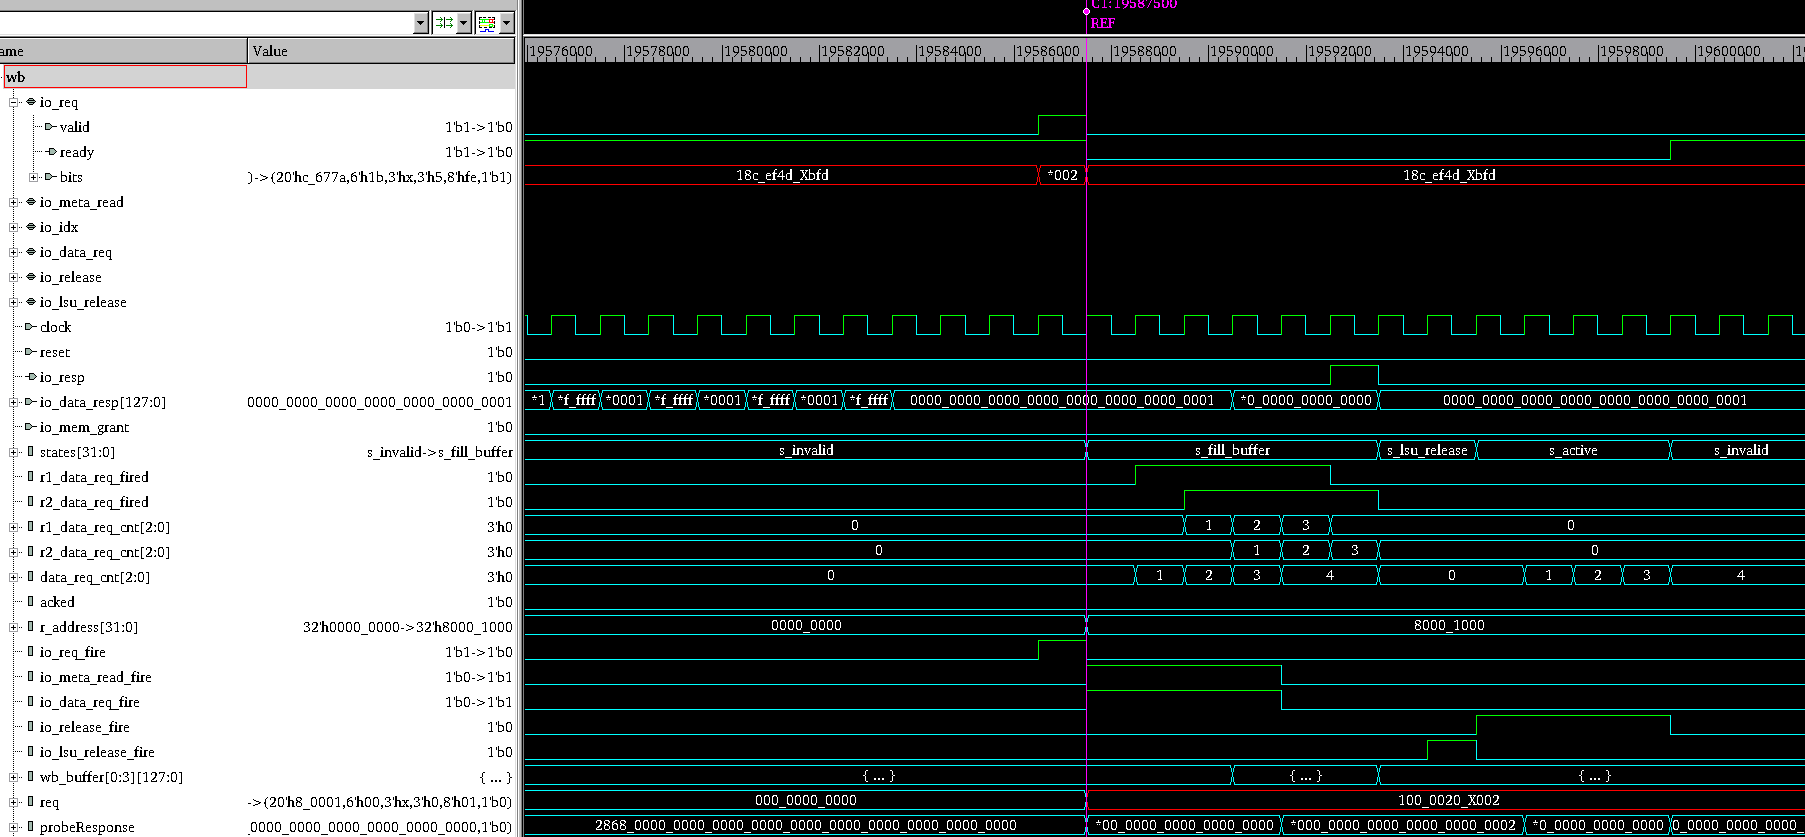 CT:19587500
REF
ame Value 19576000 19578000 19580000 19582000 19584000 19586000 19588000 19590000 19592000 19594000 19596000 19598000 19600000
wb
io_req
valid 1'b1->1'b0
ready 1'b1->1'b0
bits )->(20'hc_677a,6'h1b,3'hx,3'h5,8'hfe,1'b1) 18c_ef4d_Xbfd *002 18c_ef4d_Xbfd
io_meta_read
io_idx
io_data_req
io_release
io_lsu_release
clock 1'b0->1'b1
reset 1'b0
io_resp 1'b0
io_data_resp[127:0] 0000_0000_0000_0000_0000_0000_0001 *1 *f_ffff *0001 *f_ffff *0001 *f_ffff *0001 *f_ffff 0000_0000_0000_0000_0000_0000_0000_0001 *0_0000_0000_0000 0000_0000_0000_0000_0000_0000_0000_0001
io_mem_grant 1'b0
states[31:0] s_invalid->s_fill_buffer s_invalid s_fill_buffer s_lsu_release s_active s_invalid
r1_data_req_fired 1'b0
r2_data_req_fired 1'b0
r1_data_req_cnt[2:0] 3'h0 0 1 2 3 0
r2_data_req_cnt[2:0] 3'h0 0 1 2 3 0
data_req_cnt[2:0] 3'h0 0 1 2 3 4 0 1 2 3 4
acked 1'b0
r_address[31:0] 32'h0000_0000->32'h8000_1000 0000_0000 8000_1000
io_req_fire 1'b1->1'b0
io_meta_read_fire 1'b0->1'b1
io_data_req_fire 1'b0->1'b1
io_release_fire 1'b0
io_lsu_release_fire 1'b0
wb_buffer[0:3][127:0] { ... } { ... } { ... } { ... }
req ->(20'h8_0001,6'h00,3'hx,3'h0,8'h01,1'b0) 000_0000_0000 100_0020_X002
probeResponse _0000_0000_0000_0000_0000_0000,1'b0) 2868_0000_0000_0000_0000_0000_0000_0000_0000 *00_0000_0000_0000_0000 *000_0000_0000_0000_0000_0002 *0_0000_0000_0000 0_0000_0000_0000